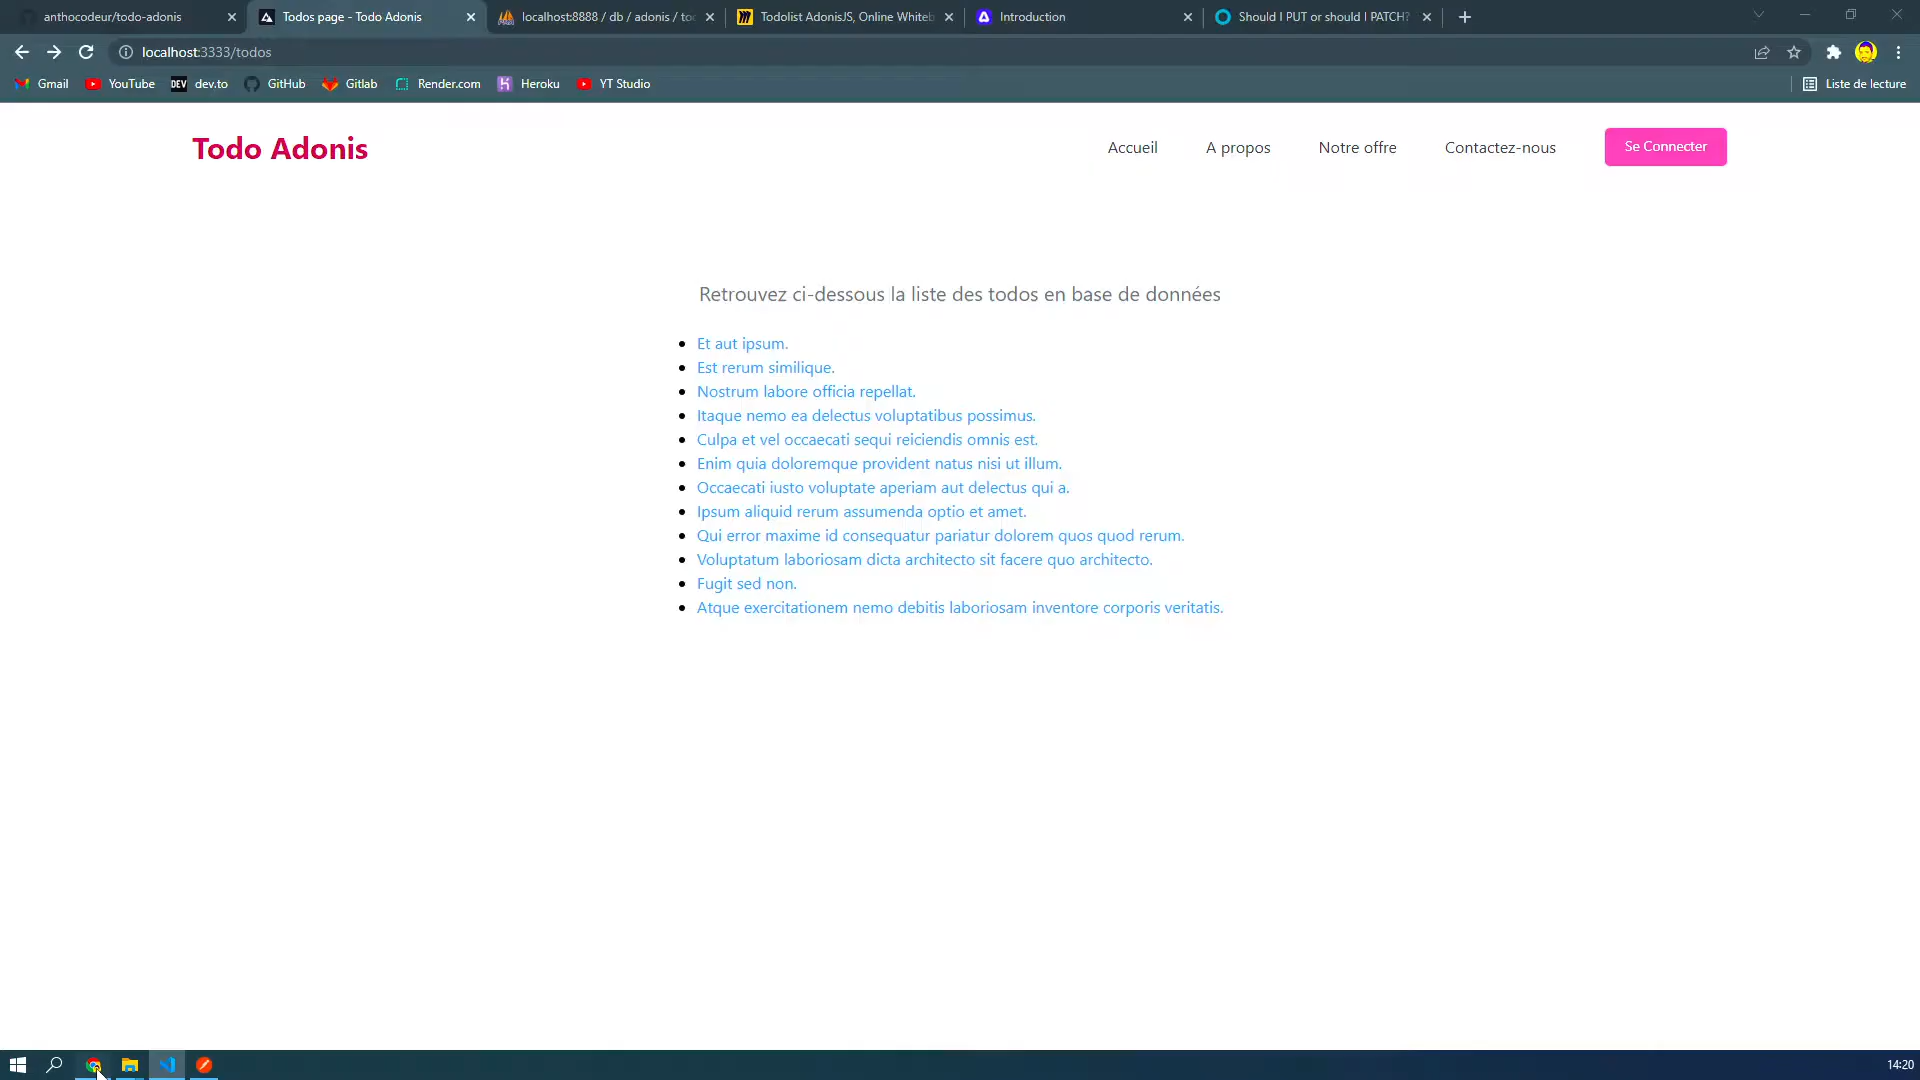 anthocodeur/todo-adonis
Todos page - Todo Adonis
localhost:8888 / db / adonis / to
Todolist AdonisJS, Online Whiteb
Introduction
Should I PUT or should I PATCH?
localhost:3333/todos
Gmail
YouTube
DEV dev.to
GitHub
Gitlab
Render.com
Heroku
YT Studio
Liste de lecture
Todo Adonis
Accueil
A propos
Notre offre
Contactez-nous
Se Connecter
Retrouvez ci-dessous la liste des todos en base de données
Et aut ipsum.
Est rerum similique.
Nostrum labore officia repellat.
Itaque nemo ea delectus voluptatibus possimus.
Culpa et vel occaecati sequi reiciendis omnis est.
Enim quia doloremque provident natus nisi ut illum.
Occaecati iusto voluptate aperiam aut delectus qui a.
Ipsum aliquid rerum assumenda optio et amet.
Qui error maxime id consequatur pariatur dolorem quos quod rerum.
Voluptatum laboriosam dicta architecto sit facere quo architecto.
Fugit sed non.
Atque exercitationem nemo debitis laboriosam inventore corporis veritatis.
14:20